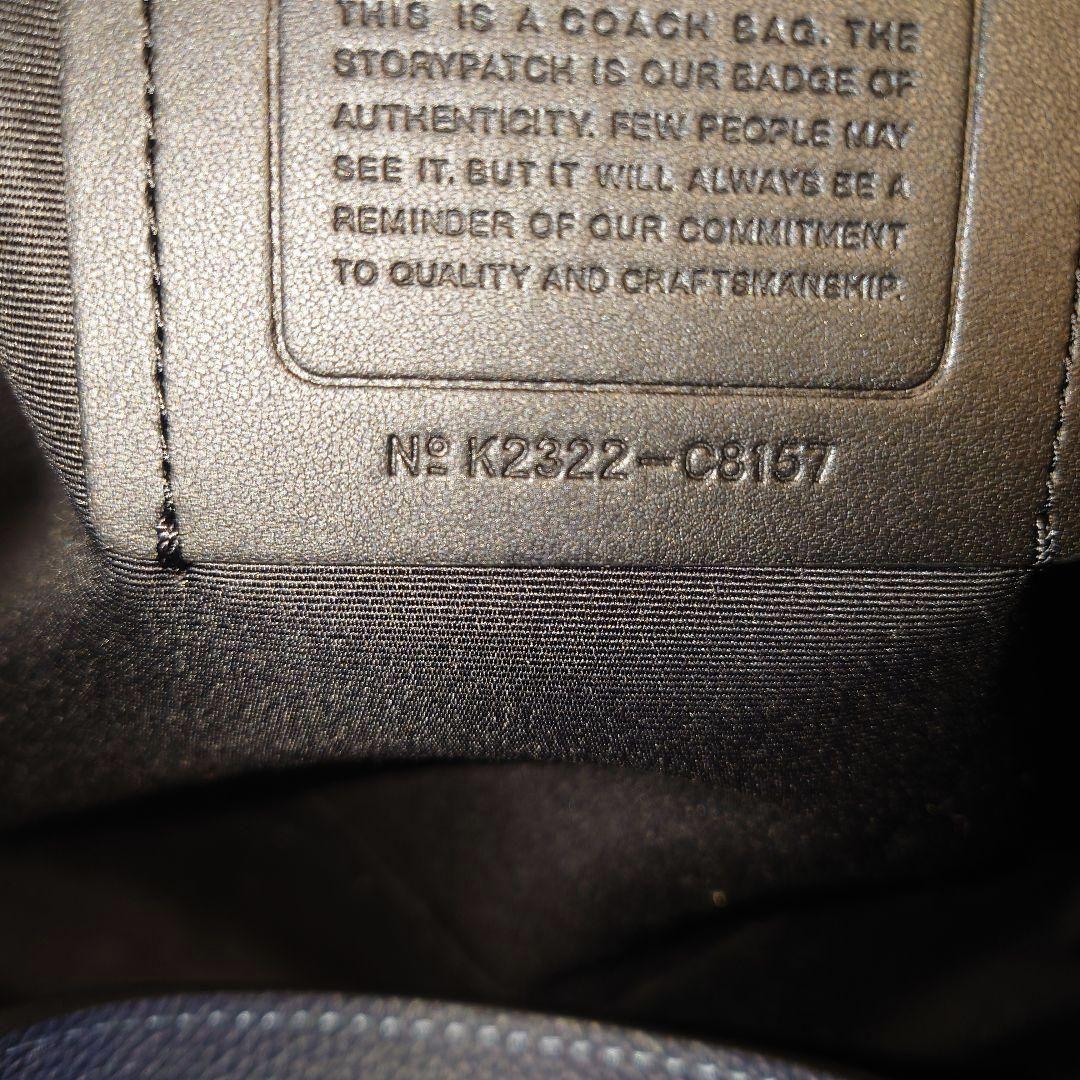 THIS IS A COACH BAG. THE
STORYPATCH IS OUR BADGE OF
AUTHENTICITY. FEW PEOPLE MAY
SEE IT. BUT IT WILL ALWAYS BE A
REMINDER OF OUR COMMITMENT
TO QUALITY AND CRAFTSMANSHIP.
Nº K2322-C8157